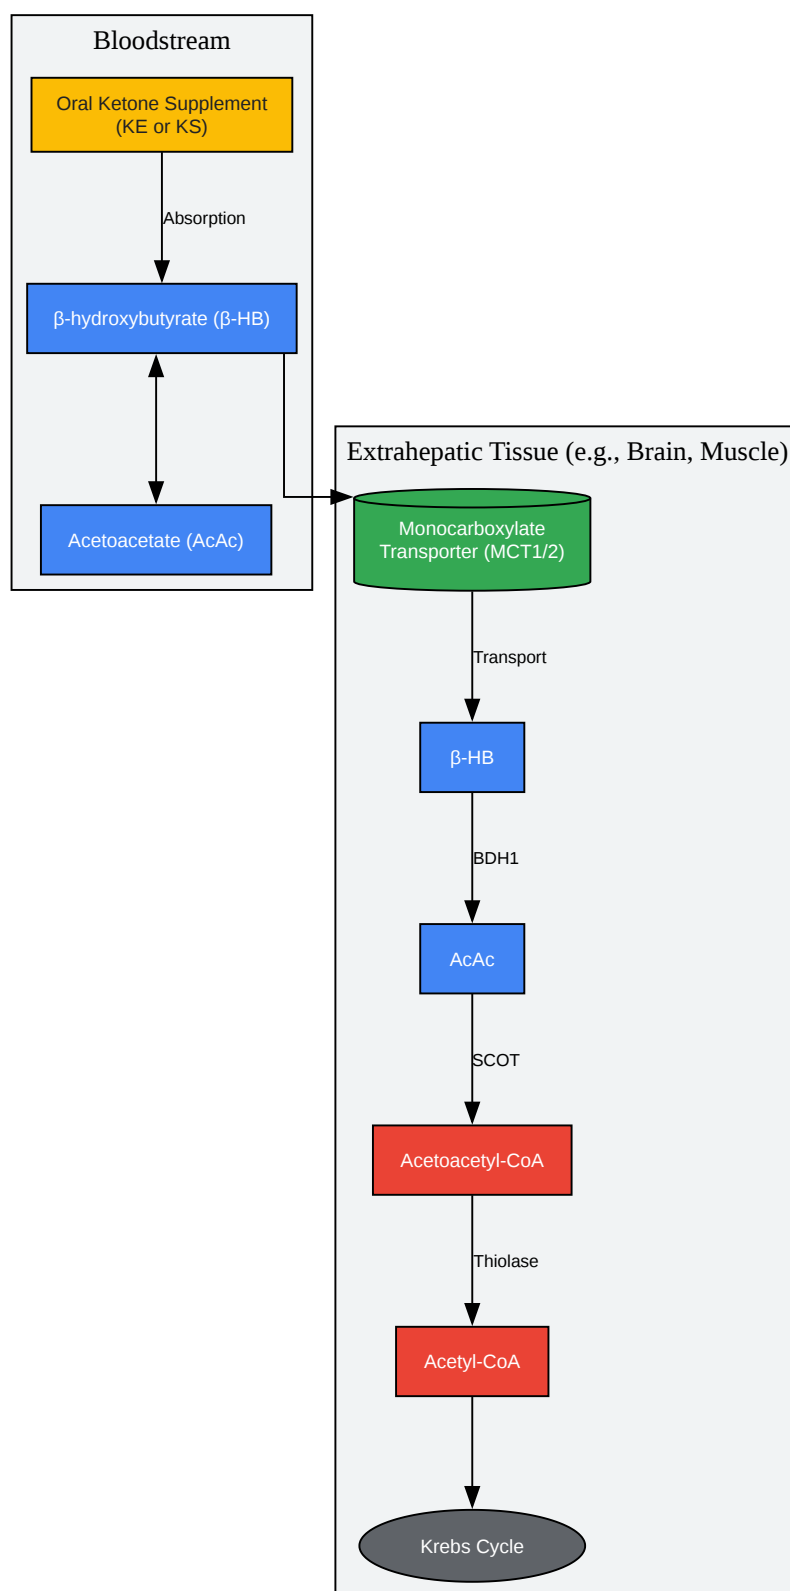 Bloodstream
Oral Ketone Supplement
(KE or KS)
Absorption
β-hydroxybutyrate (β-HB)
Acetoacetate (AcAc)
Extrahepatic Tissue (e.g., Brain, Muscle)
Monocarboxylate
Transporter (MCT1/2)
Transport
β-HB
BDH1
AcAc
SCOT
Acetoacetyl-CoA
Thiolase
Acetyl-CoA
Krebs Cycle